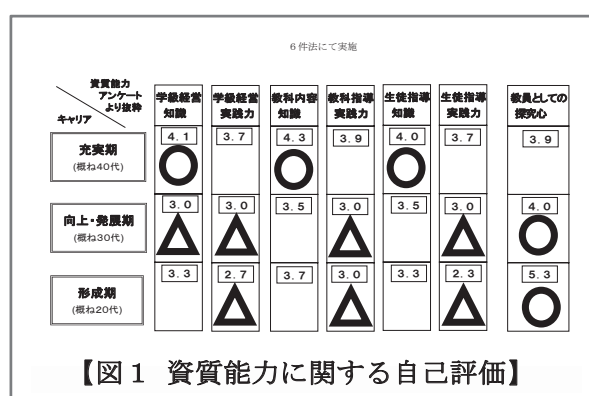 6件法にて実施
資質能力
アンケート
より抜粋
キャリア
学級経営
知識
学級経営
実践力
教科内容
知識
教科指導
実践力
生徒指導
知識
生徒指導
実践力
教員としての
探究心
充実期
(概ね40代)
4.1 3.7 4.3 3.9 4.0 3.7 3.9
向上・発展期
(概ね30代)
3.0 3.0 3.5 3.0 3.5 3.0 4.0
形成期
(概ね20代)
3.3 2.7 3.7 3.0 3.3 2.3 5.3
【図1 資質能力に関する自己評価】